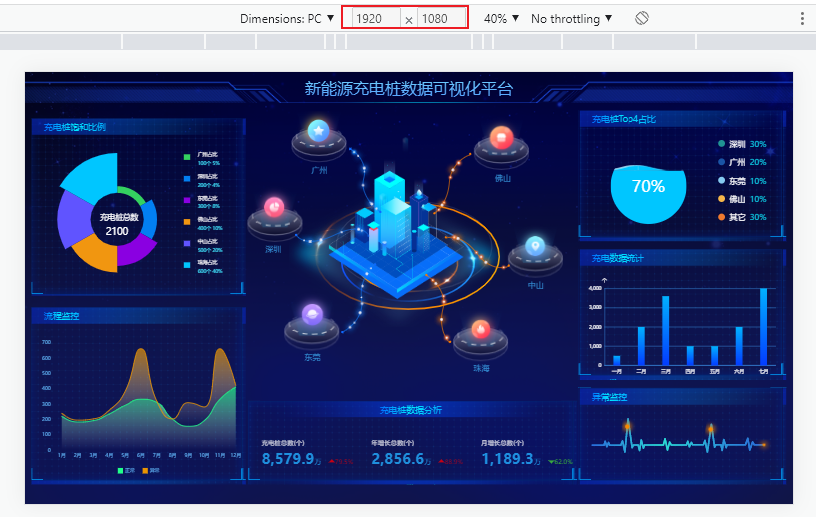 Dimensions: PC ▼ 1920 × 1080 40% ▼ No throttling ▼
新能源充电桩数据可视化平台
充电桩饱和比例
广州占比
100个 5%
深圳占比
200个 4%
东莞占比
300个 8%
佛山占比
400个 10%
中山占比
500个 20%
珠海占比
600个 40%
充电桩总数
2100
流程监控
700
600
500
400
300
200
100
0
1月 2月 3月 4月 5月 6月 7月 8月 9月 10月 11月 12月
正常 异常
广州
佛山
深圳
中山
东莞
珠海
充电桩数据分析
充电桩总数(个)
8,579.9万
年增长总数(个)
2,856.6万
月增长总数(个)
1,189.3万 ▼62.0%
充电桩Top4占比
70%
深圳 30%
广州 20%
东莞 10%
佛山 10%
其它 30%
充电数据统计
4,000
3,000
2,000
1,000
0
一月 二月 三月 四月 五月 六月 七月
异常监控